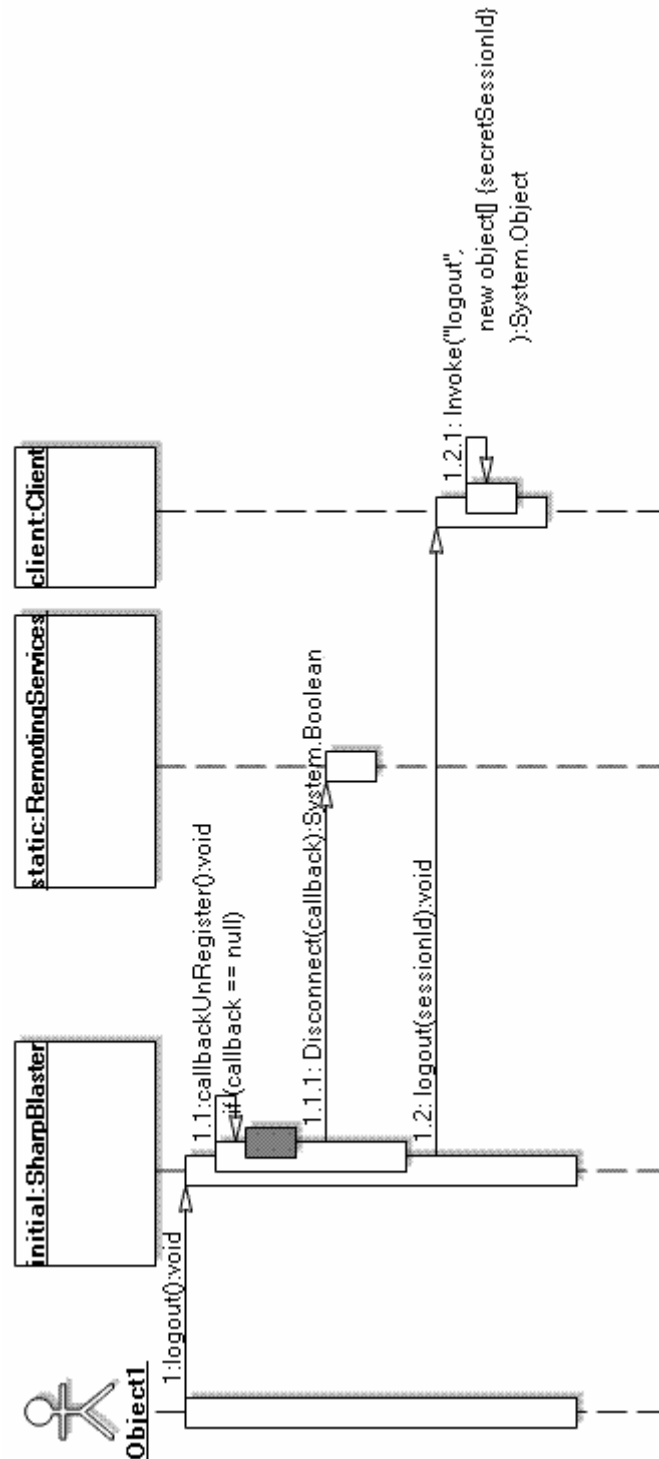 Object1
initial:SharpBlaster
static:RemotingServices
client:Client
1:logout():void
1.1:callbackUnRegister():void
if (callback == null)
1.1.1: Disconnect(callback):System.Boolean
1.2: logout(sessionId):void
1.2.1: Invoke("logout",
new object[] {secretSessionId}
):System.Object